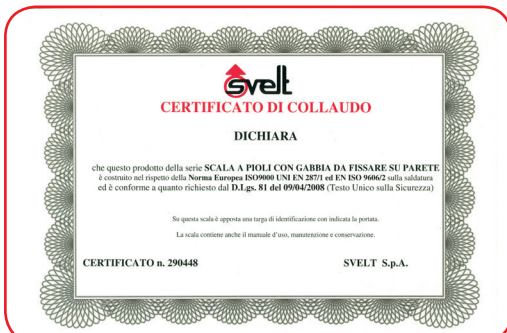 svelt
CERTIFICATO DI COLLAUDO
DICHIARA
che questo prodotto della serie SCALA A PIOLI CON GABBIA DA FISSARE SU PARETE
è costruito nel rispetto della Norma Europea ISO9000 UNI EN 287/1 ed EN ISO 9606/2 sulla saldatura
ed è conforme a quanto richiesto dal D.Lgs. 81 del 09/04/2008 (Testo Unico sulla Sicurezza)
Su questa scala è apposta una targa di identificazione con indicata la portata.
La scala contiene anche il manuale d'uso, manutenzione e conservazione.
CERTIFICATO n. 290448 SVELT S.p.A.